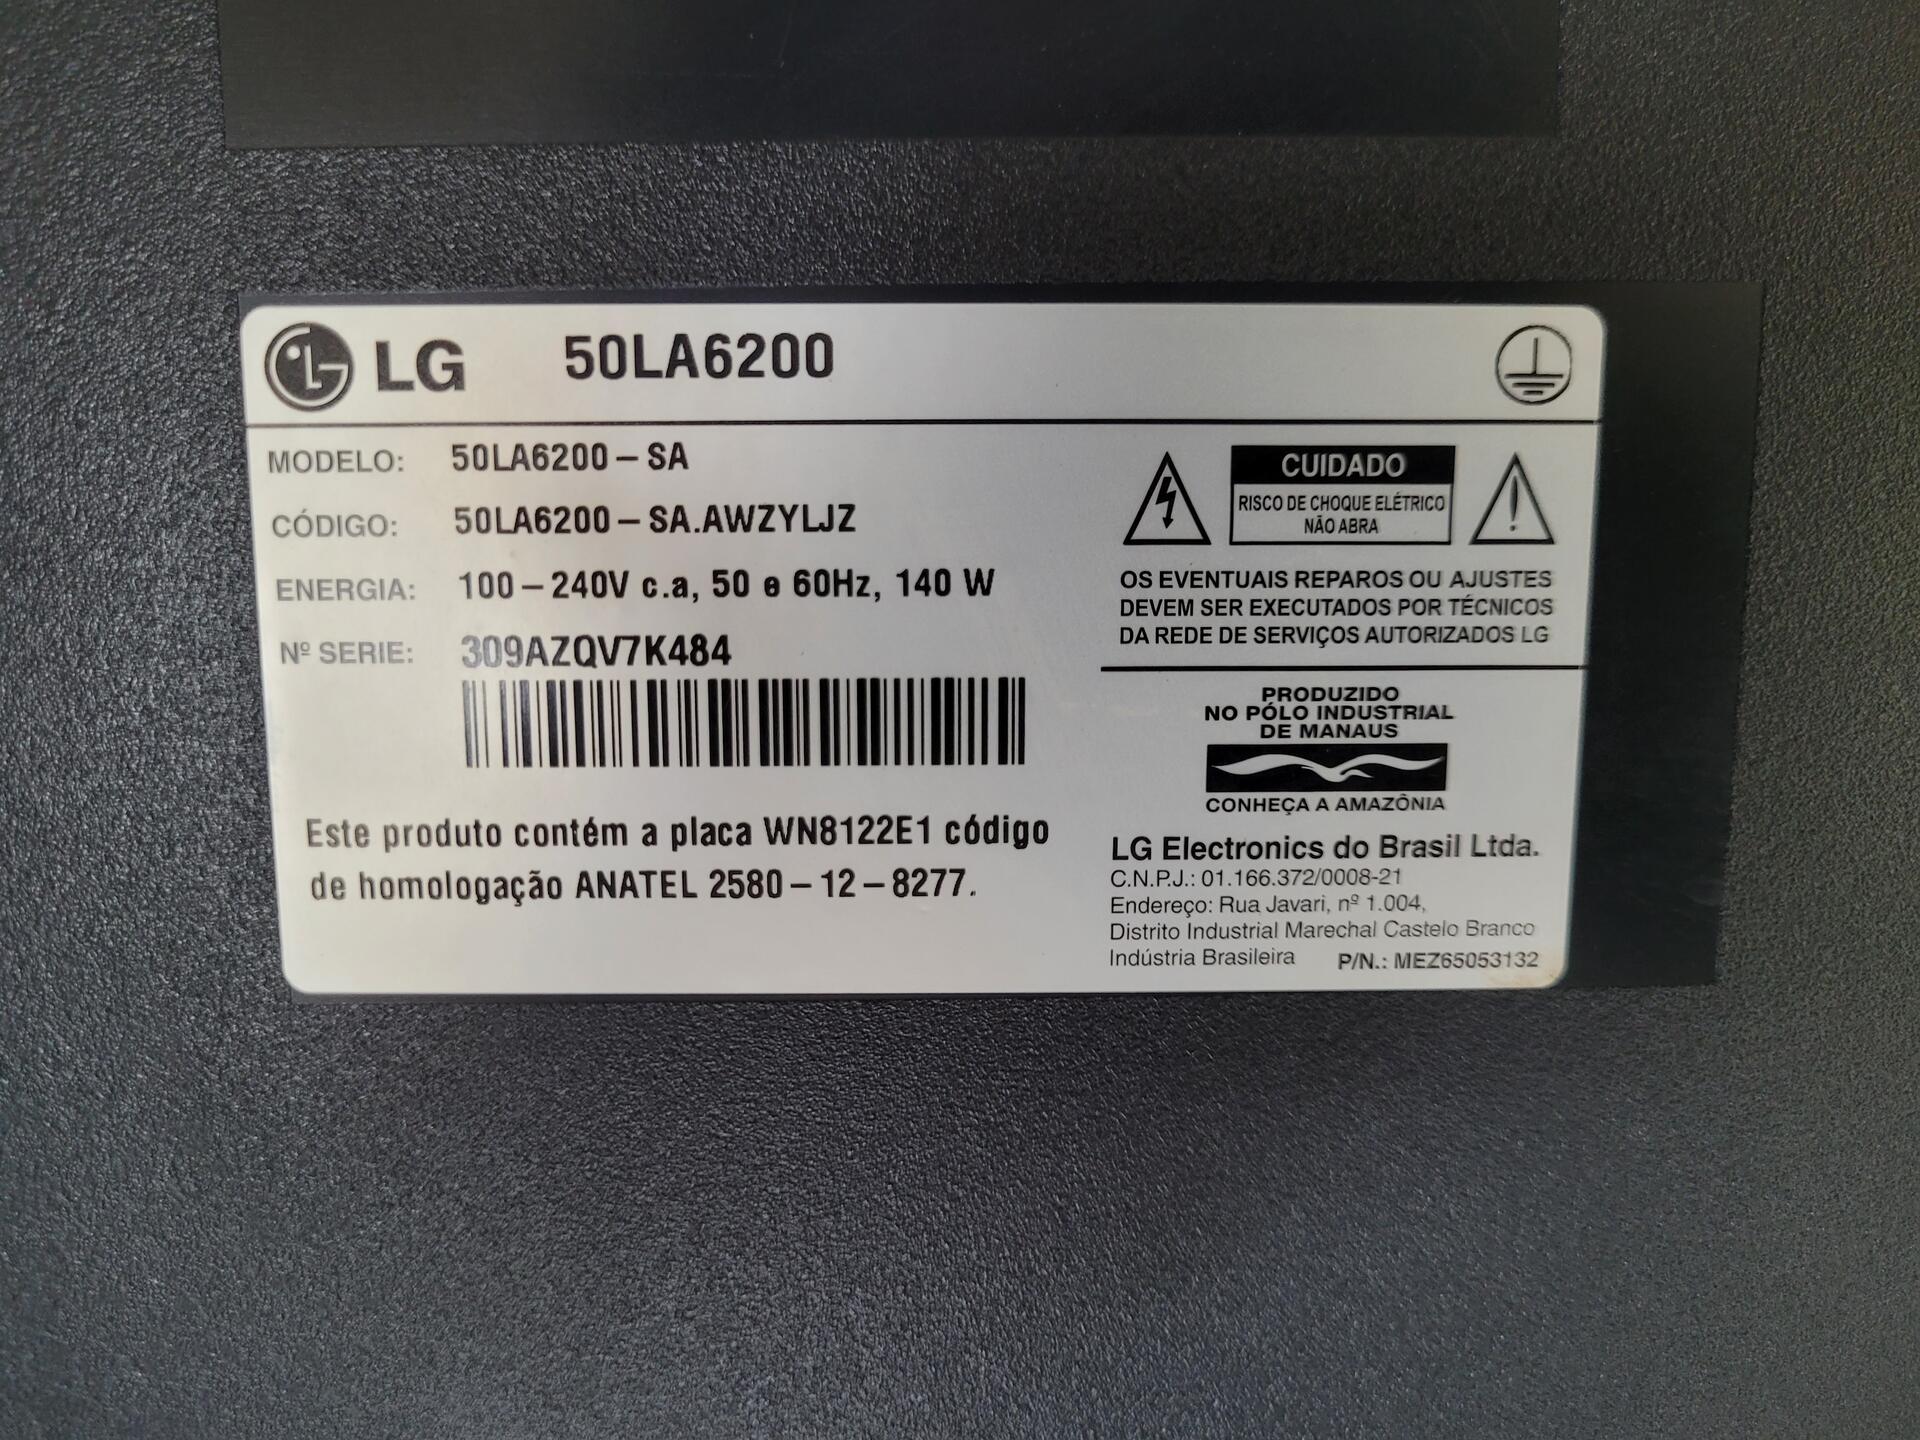 LG 50LA6200
MODELO: 50LA6200-SA
CÓDIGO: 50LA6200-SA.AWZYLJZ
ENERGIA: 100-240V c.a, 50 e 60Hz, 140 W
Nº SERIE: 309AZQV7K484
Este produto contém a placa WN8122E1 código
de homologação ANATEL 2580-12-8277.
CUIDADO
RISCO DE CHOQUE ELÉTRICO
NÃO ABRA
OS EVENTUAIS REPAROS OU AJUSTES
DEVEM SER EXECUTADOS POR TÉCNICOS
DA REDE DE SERVIÇOS AUTORIZADOS LG
PRODUZIDO
NO PÓLO INDUSTRIAL
DE MANAUS
CONHEÇA A AMAZÔNIA
LG Electronics do Brasil Ltda.
C.N.P.J.: 01.166.372/0008-21
Endereço: Rua Javari, nº 1.004,
Distrito Industrial Marechal Castelo Branco
Indústria Brasileira P/N.: MEZ65053132